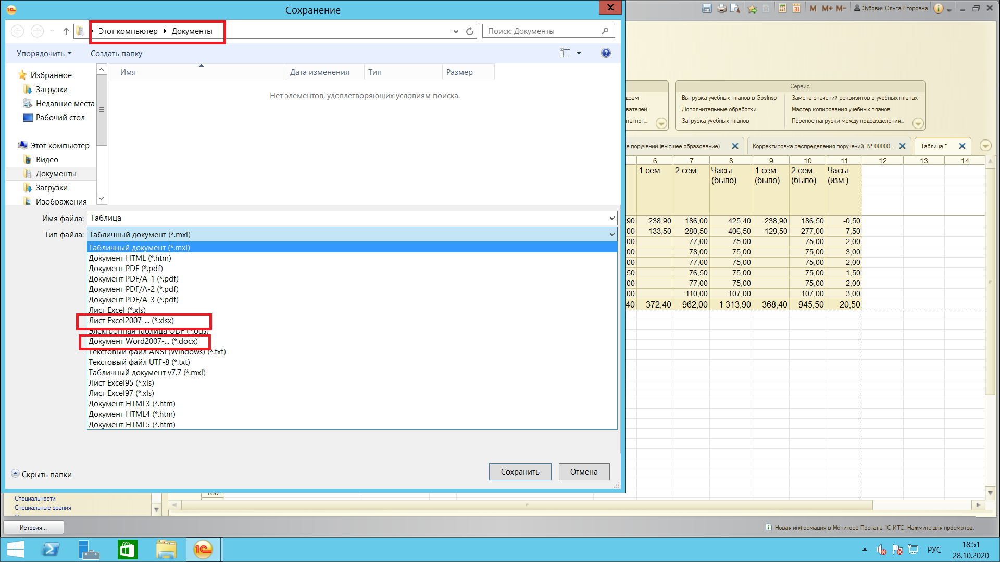 Сохранение
Этот компьютер
Документы
Поиск: Документы
Упорядочить
Создать папку
Избранное
Загрузки
Недавние места
Рабочий стол
Этот компьютер
Видео
Документы
Загрузки
Изображения
Имя
Дата изменения
Тип
Размер
Нет элементов, удовлетворяющих условиям поиска.
Имя файла:
Таблица
Тип файла:
Табличный документ (*.mxl)
Табличный документ (*.mxl)
Документ HTML (*.htm)
Документ PDF (*.pdf)
Документ PDF/A-1 (*.pdf)
Документ PDF/A-2 (*.pdf)
Документ PDF/A-3 (*.pdf)
Лист Excel (*.xls)
Лист Excel2007-... (*.xlsx)
Электронная таблица ODF (*.ods)
Документ Word2007-... (*.docx)
Текстовый файл ANSI (Windows) (*.txt)
Текстовый файл UTF-8 (*.txt)
Табличный документ v7.7 (*.mxl)
Лист Excel95 (*.xls)
Лист Excel97 (*.xls)
Документ HTML3 (*.htm)
Документ HTML4 (*.htm)
Документ HTML5 (*.htm)
Скрыть папки
Сохранить
Отмена
M M+ M-
Зубович Ольга Егоровна
драм
вателей
татног...
Сервис
Выгрузка учебных планов в GosInsp
Дополнительные обработки
Загрузка учебных планов
Замена значений реквизитов в учебных планах
Мастер копирования учебных планов
Перенос нагрузки между подразделения...
ие поручений (высшее образование)
Корректировка распределения поручений № 00000...
Таблица *
6 7 8 9 10 11 12 13 14
1 сем. 2 сем. Часы (было) 1 сем. (было) 2 сем. (было) Часы (изм.)
,90 238,90 186,00 425,40 238,90 186,50 -0,50
,00 133,50 280,50 406,50 129,50 277,00 7,50
,00 77,00 75,00 75,00 2,00
,00 78,00 75,00 75,00 3,00
,00 77,00 75,00 75,00 2,00
,50 76,50 75,00 75,00 1,50
,00 77,00 75,00 75,00 2,00
,00 110,00 107,00 107,00 3,00
,40 372,40 962,00 1 313,90 368,40 945,50 20,50
Специальности
Специальные звания
История...
Новая информация в Мониторе Портала 1С:ИТС. Нажмите для просмотра.
РУС
18:51
28.10.2020